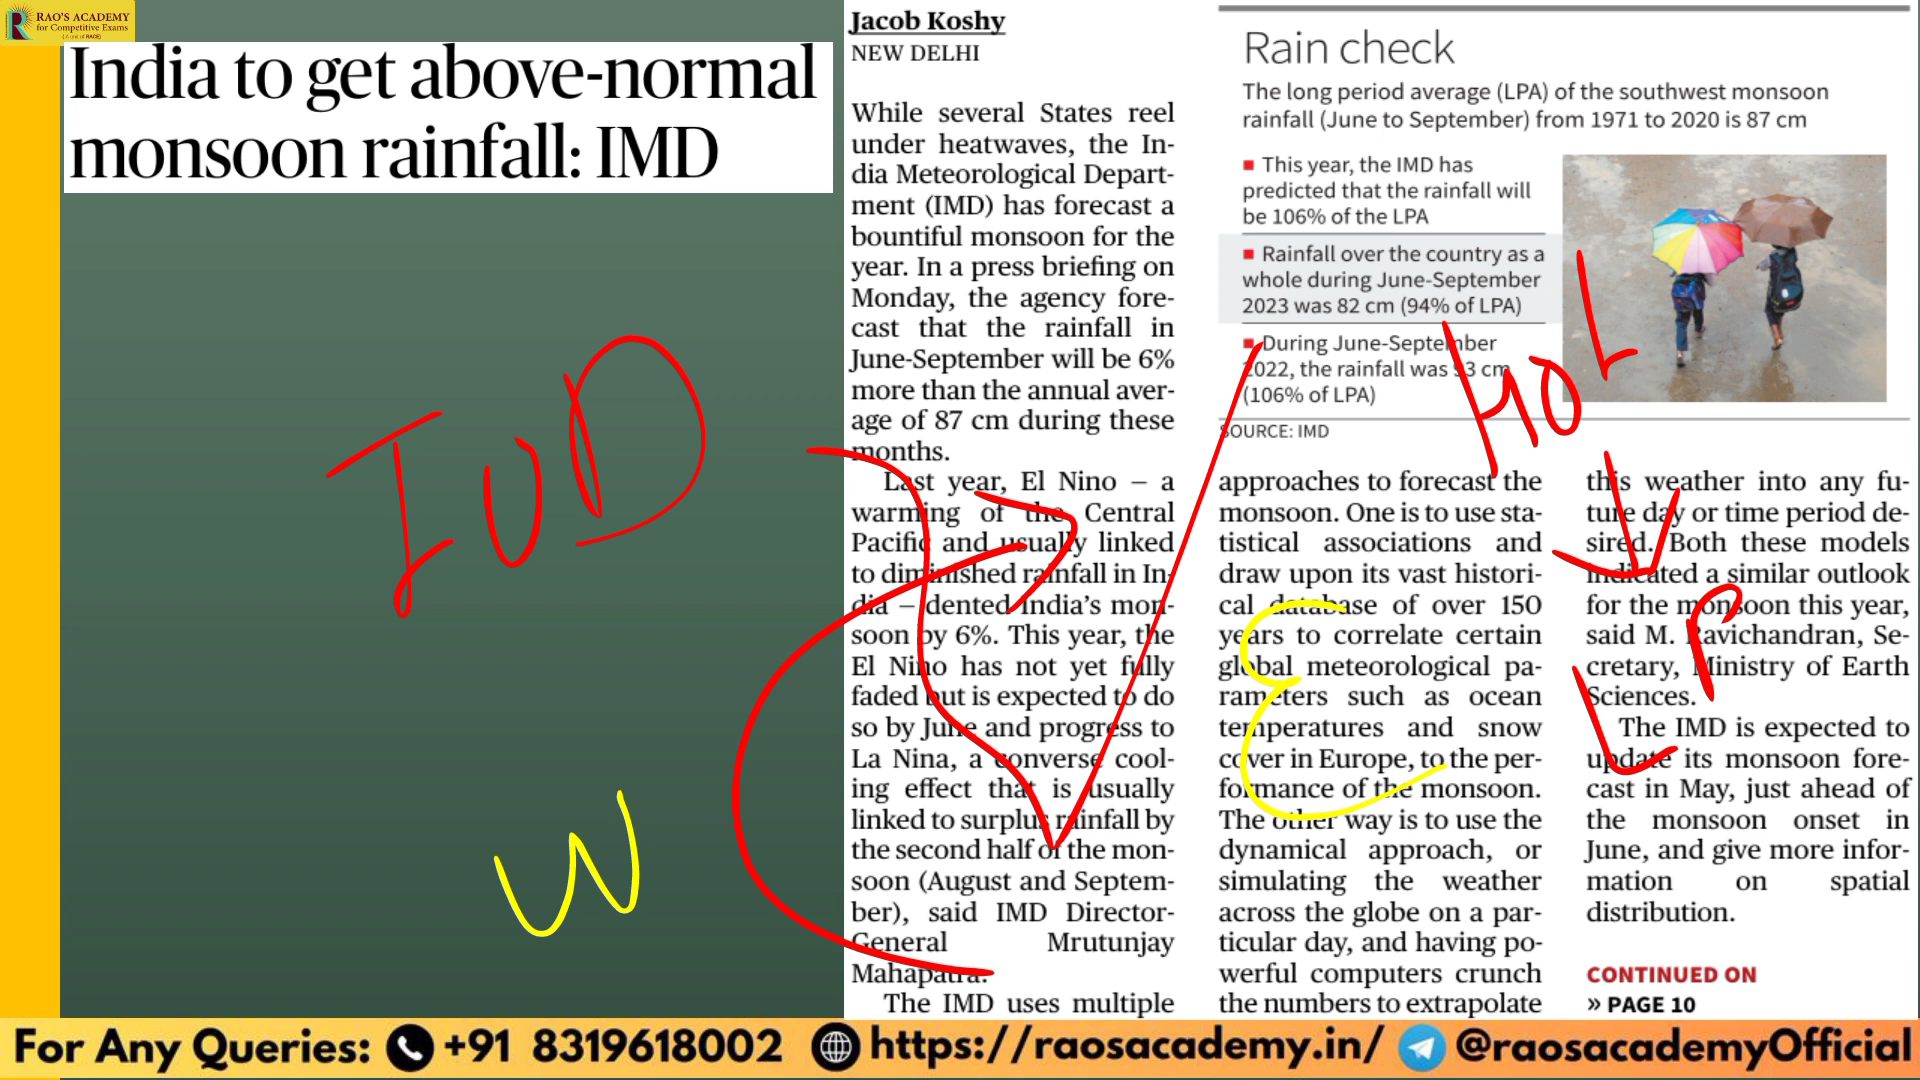 RAO'S ACADEMY
for Competitive Exams
(A unit of RACE)
India to get above-normal
monsoon rainfall: IMD
IOD
W
Jacob Koshy
NEW DELHI
While several States reel
under heatwaves, the In-
dia Meteorological Depart-
ment (IMD) has forecast a
bountiful monsoon for the
year. In a press briefing on
Monday, the agency fore-
cast that the rainfall in
June-September will be 6%
more than the annual aver-
age of 87 cm during these
months.
Last year, El Nino – a
warming of the Central
Pacific and usually linked
to diminished rainfall in In-
dia – dented India's mon-
soon by 6%. This year, the
El Nino has not yet fully
faded but is expected to do
so by June and progress to
La Nina, a converse cool-
ing effect that is usually
linked to surplus rainfall by
the second half of the mon-
soon (August and Septem-
ber), said IMD Director-
General Mrutunjay
Mahapatra.
The IMD uses multiple
Rain check
The long period average (LPA) of the southwest monsoon
rainfall (June to September) from 1971 to 2020 is 87 cm
This year, the IMD has
predicted that the rainfall will
be 106% of the LPA
Rainfall over the country as a
whole during June-September
2023 was 82 cm (94% of LPA)
During June-September
2022, the rainfall was 93 cm
(106% of LPA)
SOURCE: IMD
Hot
LP
E
approaches to forecast the
monsoon. One is to use sta-
tistical associations and
draw upon its vast histori-
cal database of over 150
years to correlate certain
global meteorological pa-
rameters such as ocean
temperatures and snow
cover in Europe, to the per-
formance of the monsoon.
The other way is to use the
dynamical approach, or
simulating the weather
across the globe on a par-
ticular day, and having po-
werful computers crunch
the numbers to extrapolate
this weather into any fu-
ture day or time period de-
sired. Both these models
indicated a similar outlook
for the monsoon this year,
said M. Ravichandran, Se-
cretary, Ministry of Earth
Sciences.
The IMD is expected to
update its monsoon fore-
cast in May, just ahead of
the monsoon onset in
June, and give more infor-
mation on spatial
distribution.
CONTINUED ON
» PAGE 10
For Any Queries: +91 8319618002 https://raosacademy.in/ @raosacademyOfficial